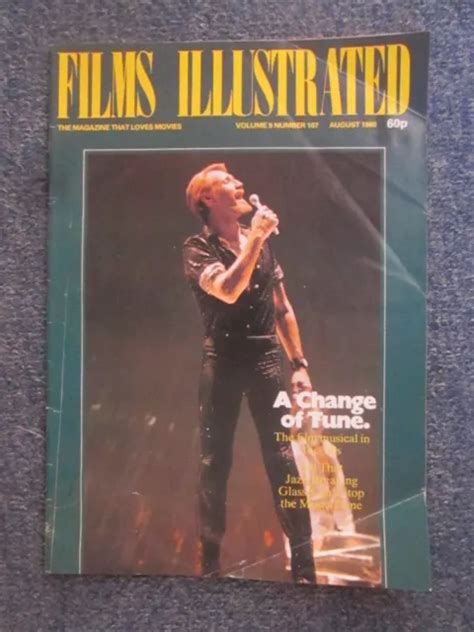 FILMS ILLUSTRATED
THE MAGAZINE THAT LOVES MOVIES VOLUME 9 NUMBER 107 AUGUST 1980 60p
A Change
of Tune.
The film musical in
Jazz
Glass
the Music